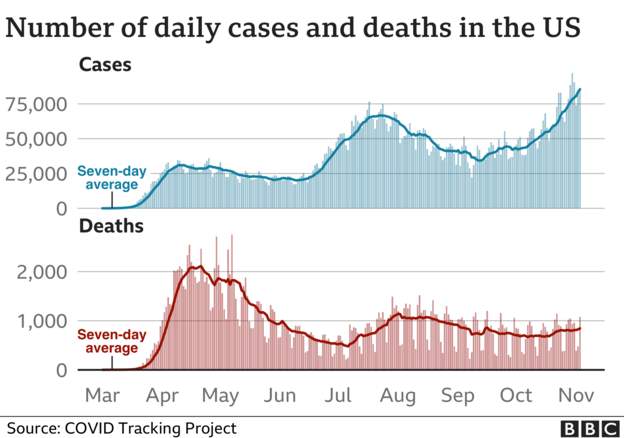 Number of daily cases and deaths in the US
Cases
75,000
50,000
25,000
Seven-day
average
0
Deaths
2,000
1,000
Seven-day
average
0
Mar Apr May Jun Jul Aug Sep Oct Nov
Source: COVID Tracking Project
BBC